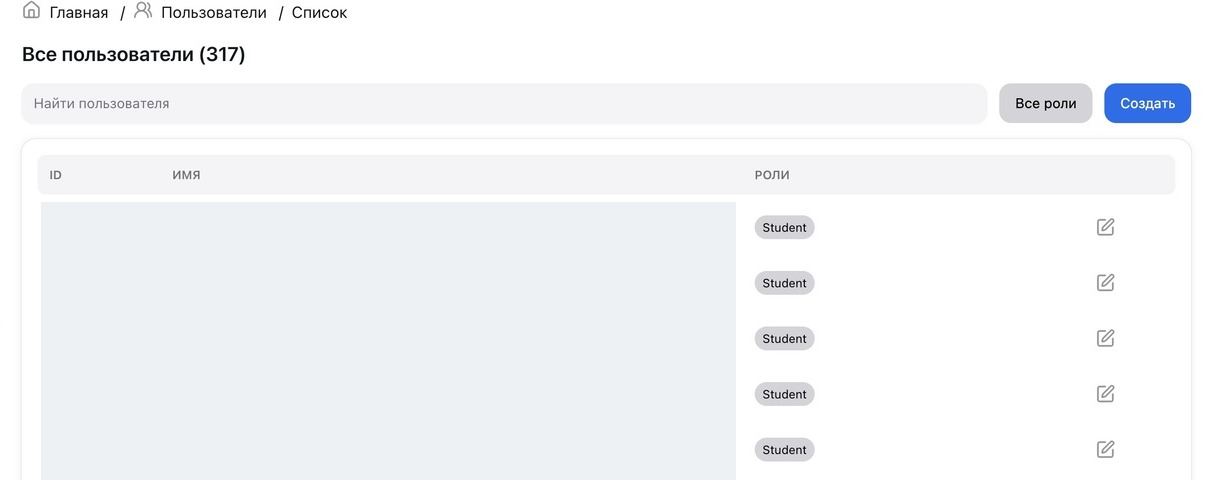 Главная / Пользователи / Список
Все пользователи (317)
Найти пользователя Все роли Создать
ID ИМЯ РОЛИ
Student
Student
Student
Student
Student